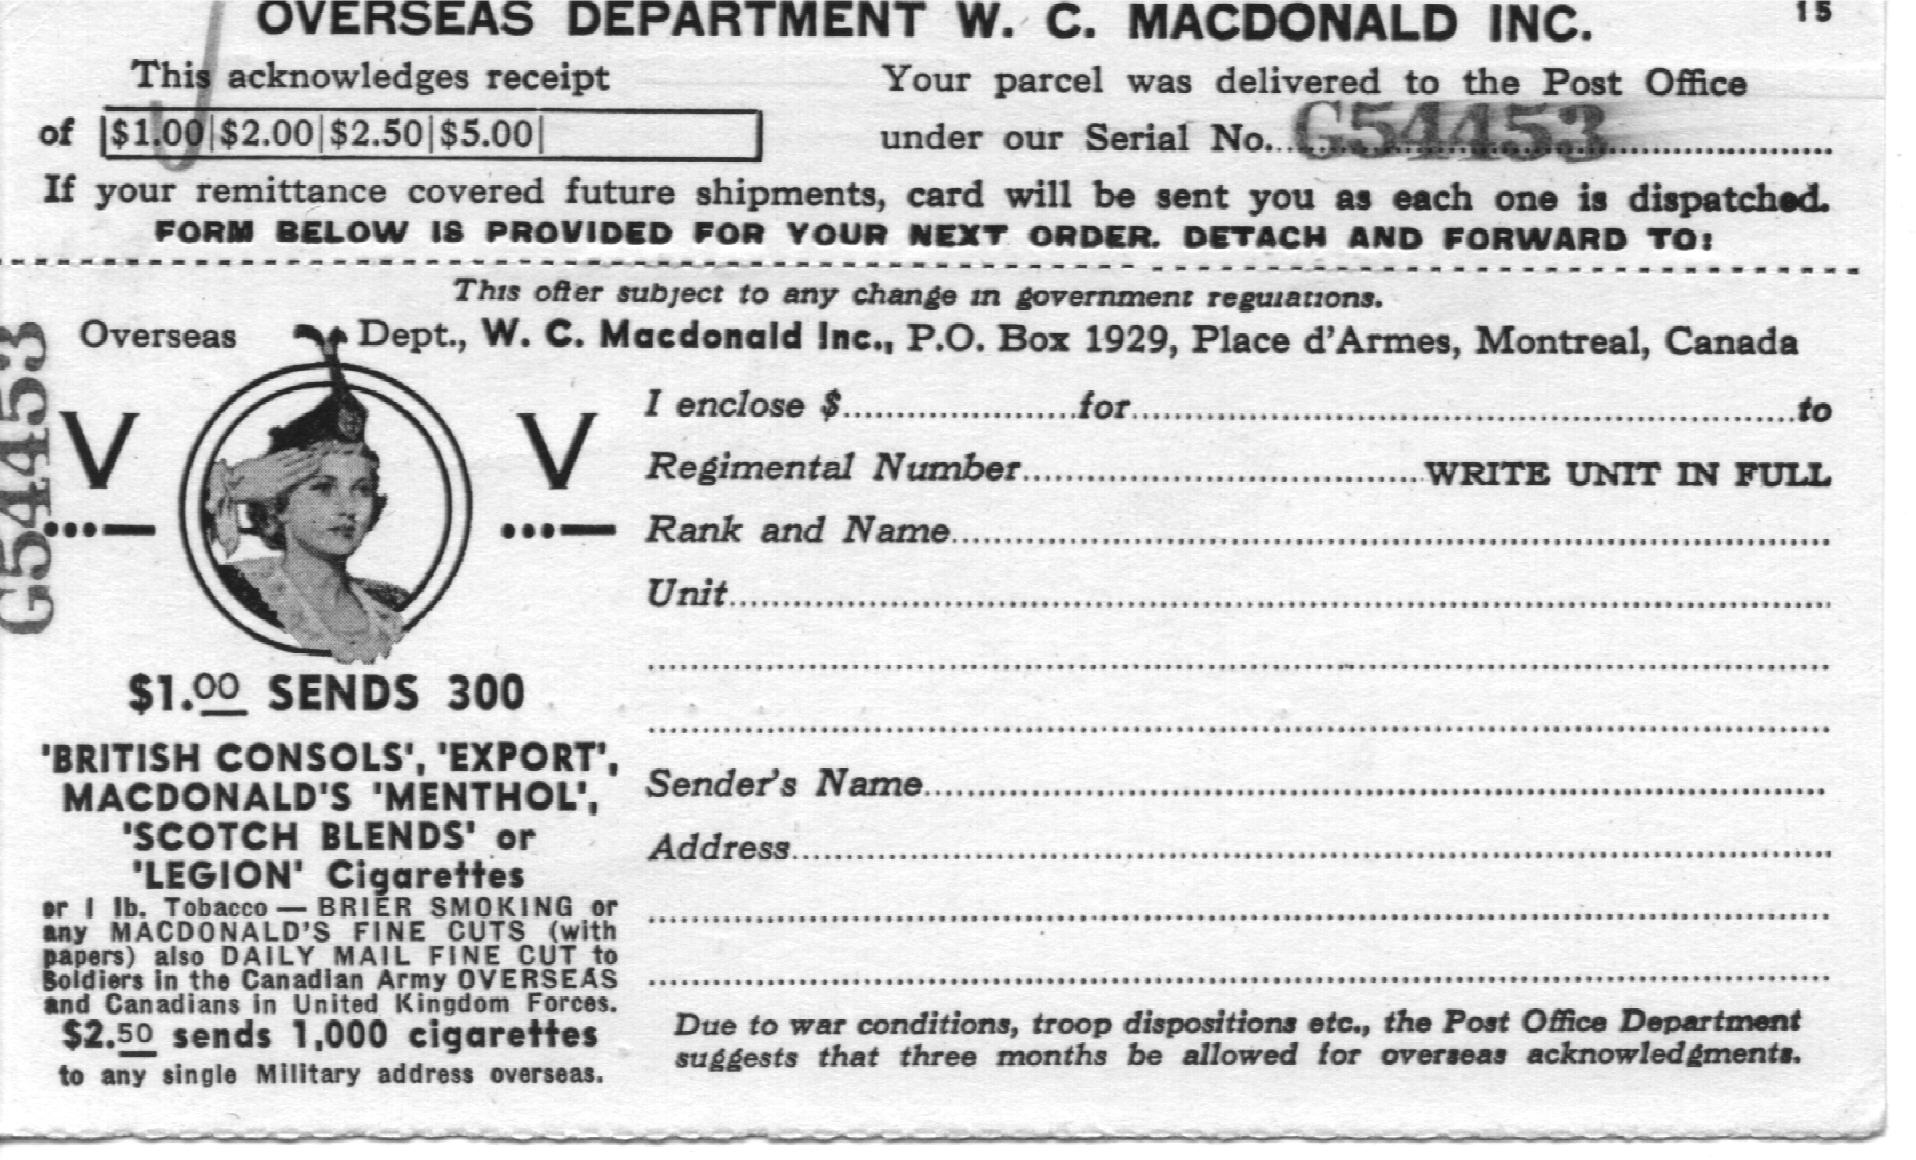 OVERSEAS DEPARTMENT W. C. MACDONALD INC.
15
This acknowledges receipt
of |$1.00|$2.00|$2.50|$5.00|
Your parcel was delivered to the Post Office
under our Serial No. G54453
If your remittance covered future shipments, card will be sent you as each one is dispatched.
FORM BELOW IS PROVIDED FOR YOUR NEXT ORDER. DETACH AND FORWARD TO:
This offer subject to any change in government regulations.
Overseas Dept., W. C. Macdonald Inc., P.O. Box 1929, Place d'Armes, Montreal, Canada
G54453
V V
$1.00 SENDS 300
'BRITISH CONSOLS', 'EXPORT',
MACDONALD'S 'MENTHOL',
'SCOTCH BLENDS' or
'LEGION' Cigarettes
or 1 lb. Tobacco — BRIER SMOKING or
any MACDONALD'S FINE CUTS (with
papers) also DAILY MAIL FINE CUT to
Soldiers in the Canadian Army OVERSEAS
and Canadians in United Kingdom Forces.
$2.50 sends 1,000 cigarettes
to any single Military address overseas.
I enclose $....................for....................to
Regimental Number....................WRITE UNIT IN FULL
Rank and Name....................
Unit....................
Sender's Name....................
Address....................
Due to war conditions, troop dispositions etc., the Post Office Department
suggests that three months be allowed for overseas acknowledgments.